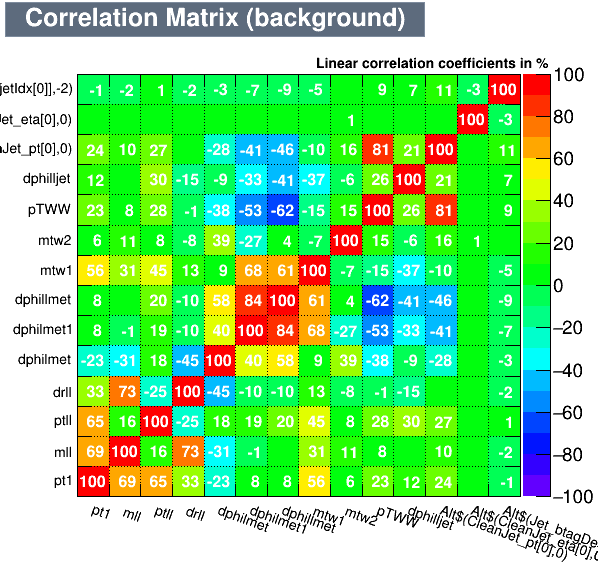 Correlation Matrix (background)
Linear correlation coefficients in %
jetIdx[0]],-2) -1 -2 1 -2 -3 -7 -9 -5 9 7 11 -3 100 100
Jet_eta[0],0) 1 100 -3 80
Jet_pt[0],0) 24 10 27 -28 -41 -46 -10 16 81 21 100 11 60
dphilljet 12 30 -15 -9 -33 -41 -37 -6 26 100 21 7
pTWW 23 8 28 -1 -38 -53 -62 -15 15 100 26 81 9 40
mtw2 6 11 8 -8 39 -27 4 -7 100 15 -6 16 1 20
mtw1 56 31 45 13 9 68 61 100 -7 -15 -37 -10 -5 0
dphillmet 8 20 -10 58 84 100 61 4 -62 -41 -46 -9
dphilmet1 8 -1 19 -10 40 100 84 68 -27 -53 -33 -41 -7 −20
dphilmet -23 -31 18 -45 100 40 58 9 39 -38 -9 -28 -3 −40
drll 33 73 -25 100 -45 -10 -10 13 -8 -1 -15 -2
ptll 65 16 100 -25 18 19 20 45 8 28 30 27 1 −60
mll 69 100 16 73 -31 -1 31 11 8 10 -2 −80
pt1 100 69 65 33 -23 8 8 56 6 23 12 24 -1 −100
pt1 mll ptll drll dphilmet dphilmet1 dphillmet mtw1 mtw2 pTWW dphilljet Alt$(CleanJet_pt[0],0) Alt$(CleanJet_eta[0],0 Alt$(Jet_btagDe